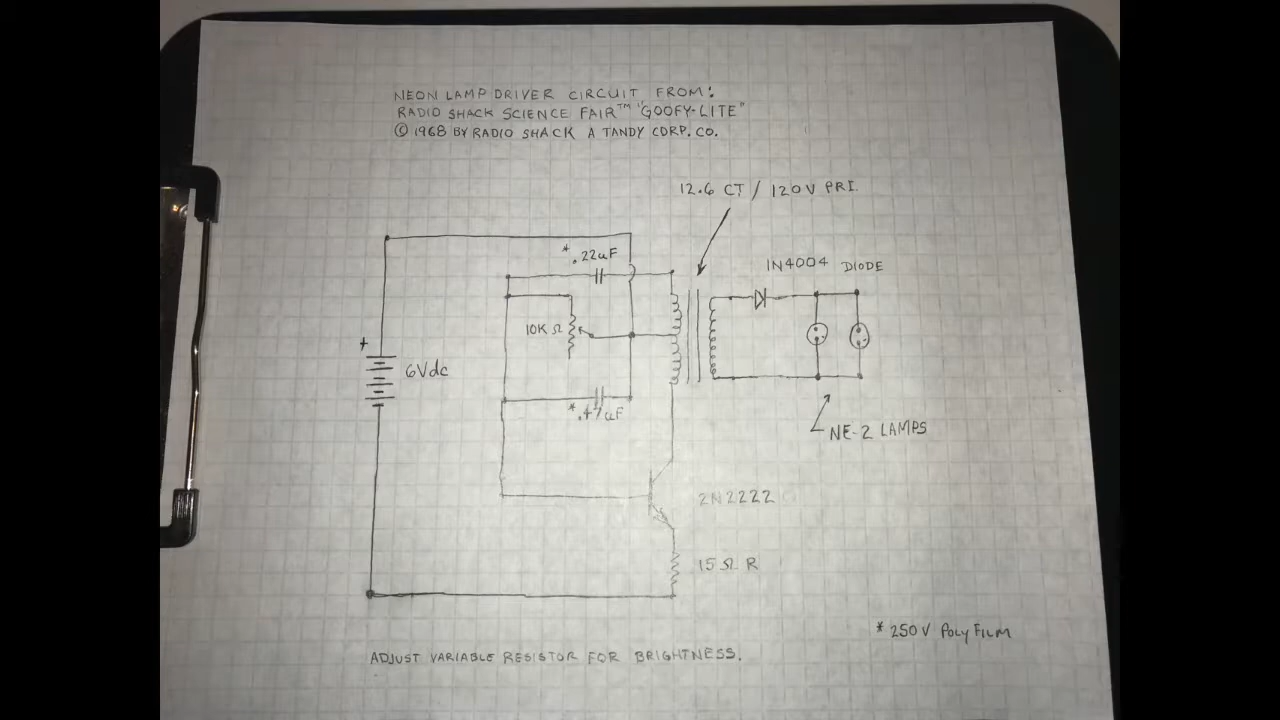 NEON LAMP DRIVER CIRCUIT FROM:
RADIO SHACK SCIENCE FAIR™ "GOOFY-LITE"
© 1968 BY RADIO SHACK A TANDY CORP. CO.
12.6 CT / 120V PRI.
* .22uF
1N4004 DIODE
10K Ω
+
6Vdc
* .47uF
NE-2 LAMPS
2N2222
15 Ω R
* 250V POLY FILM
ADJUST VARIABLE RESISTOR FOR BRIGHTNESS.